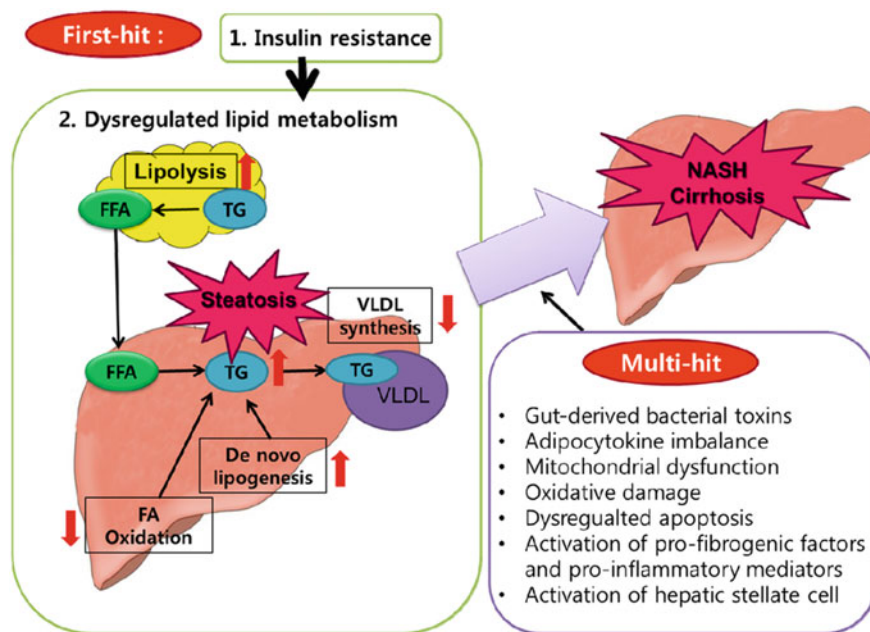 First-hit :
1. Insulin resistance
2. Dysregulated lipid metabolism
Lipolysis
FFA
TG
Steatosis
VLDL
synthesis
FFA
TG
TG
VLDL
De novo
lipogenesis
FA
Oxidation
NASH
Cirrhosis
Multi-hit
• Gut-derived bacterial toxins
• Adipocytokine imbalance
• Mitochondrial dysfunction
• Oxidative damage
• Dysregualted apoptosis
• Activation of pro-fibrogenic factors
and pro-inflammatory mediators
• Activation of hepatic stellate cell